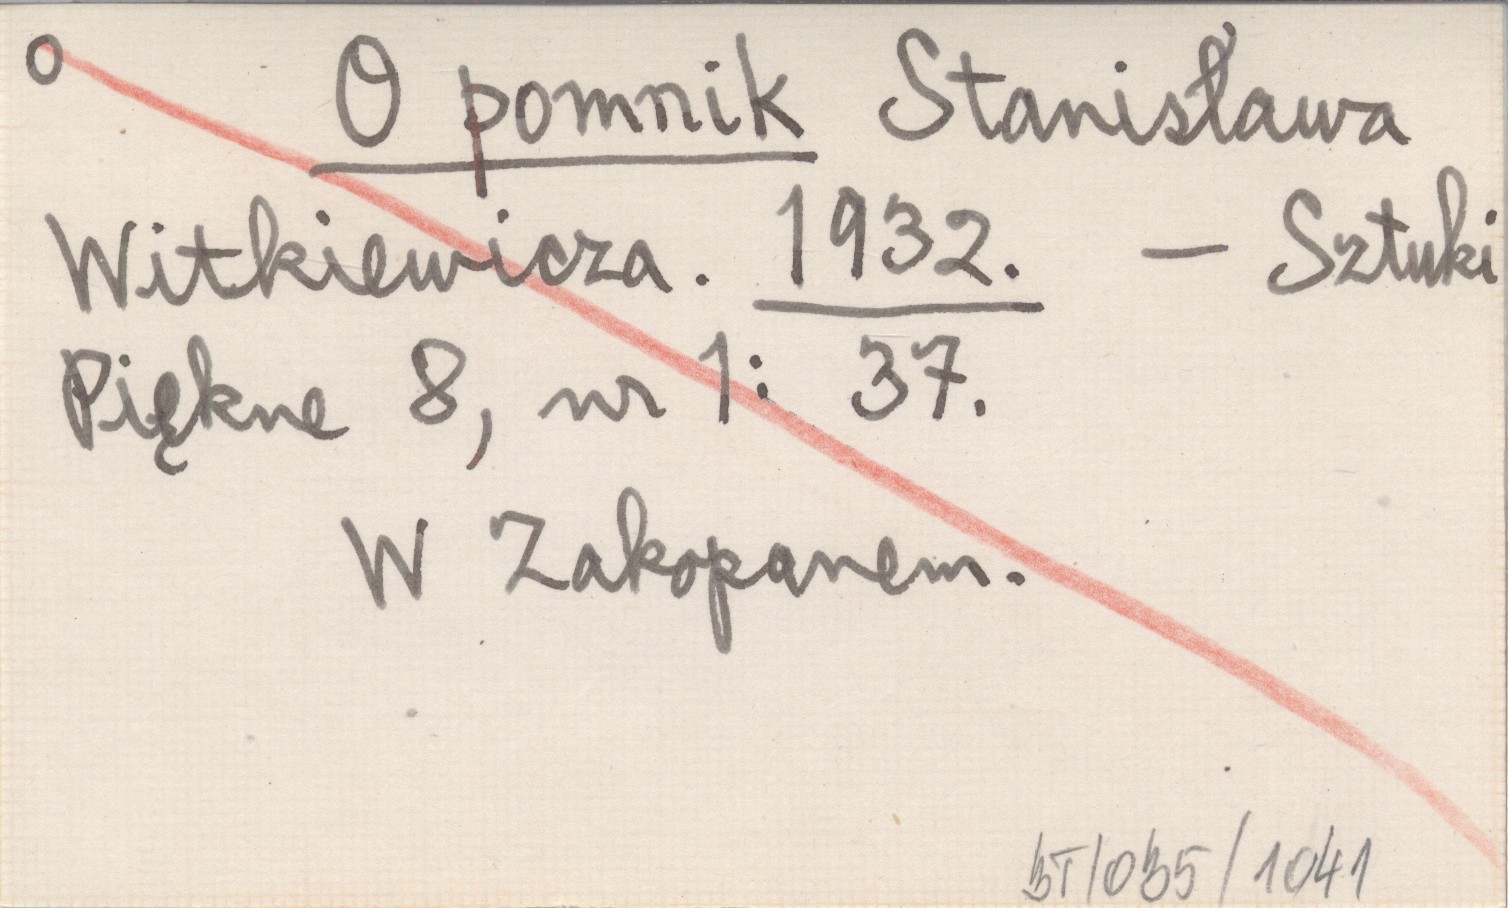 O O pomnik Stanisława
Witkiewicza. 1932. — Sztuki
Piękne 8, nr 1: 37.
W Zakopanem.
BT/035/1041